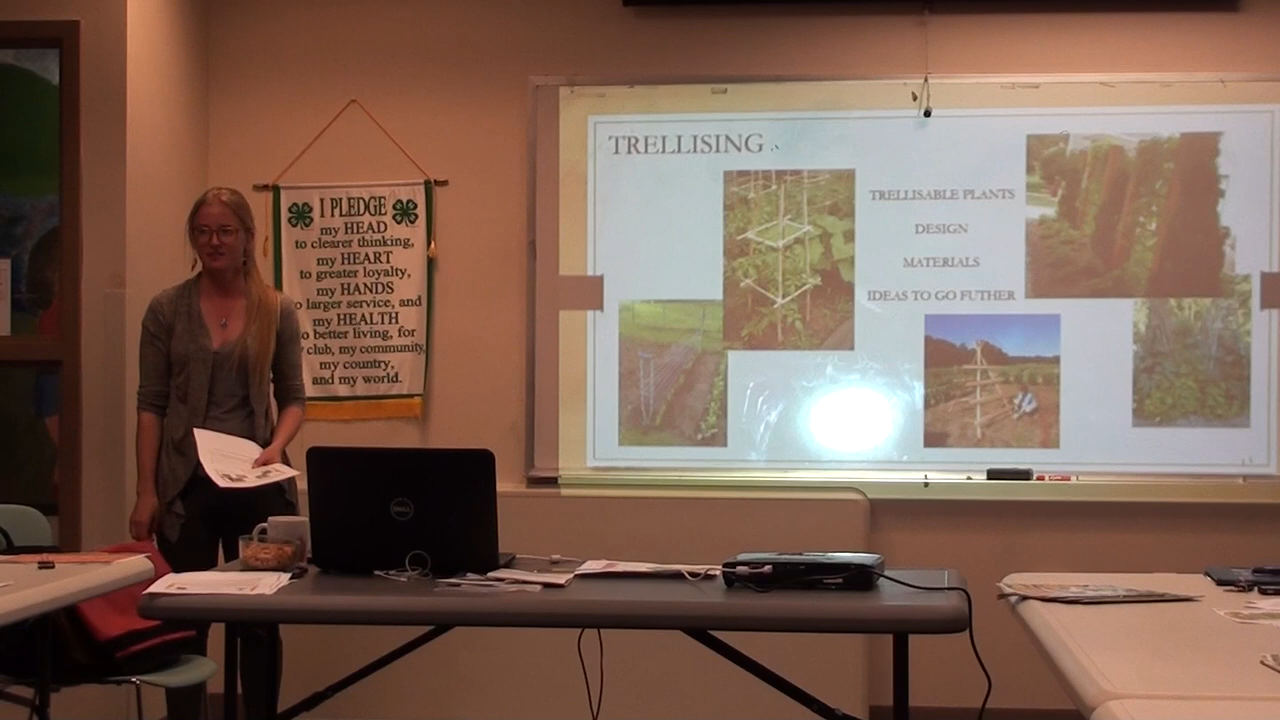 I PLEDGE
my HEAD
to clearer thinking,
my HEART
to greater loyalty,
my HANDS
to larger service, and
my HEALTH
to better living, for
club, my community,
my country,
and my world.
TRELLISING
TRELLISABLE PLANTS
DESIGN
MATERIALS
IDEAS TO GO FUTHER
DELL